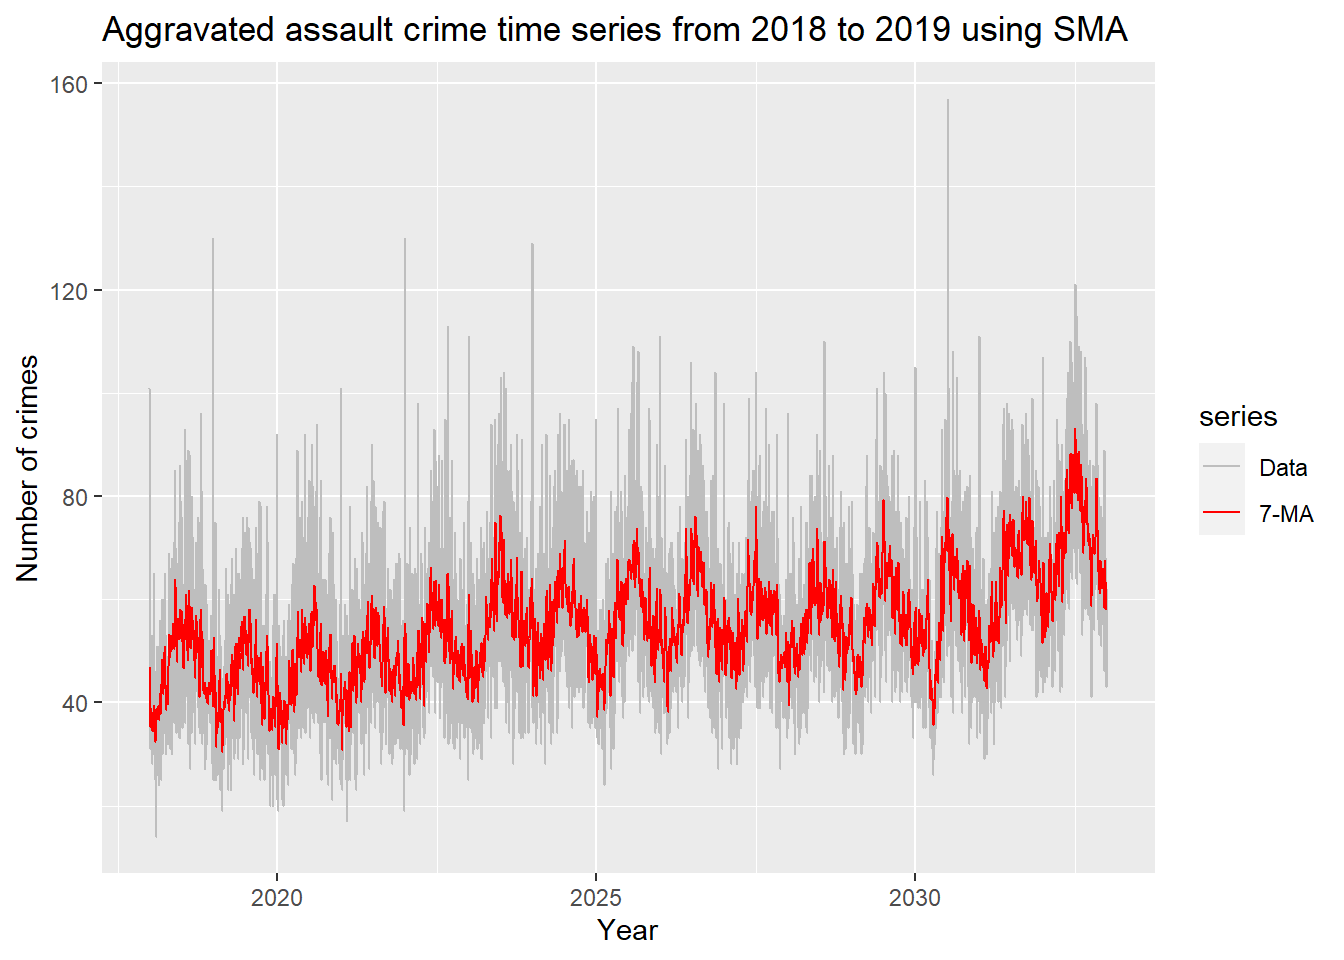 Aggravated assault crime time series from 2018 to 2019 using SMA
160
120
80
40
Number of crimes
2020
2025
2030
Year
series
Data
7-MA